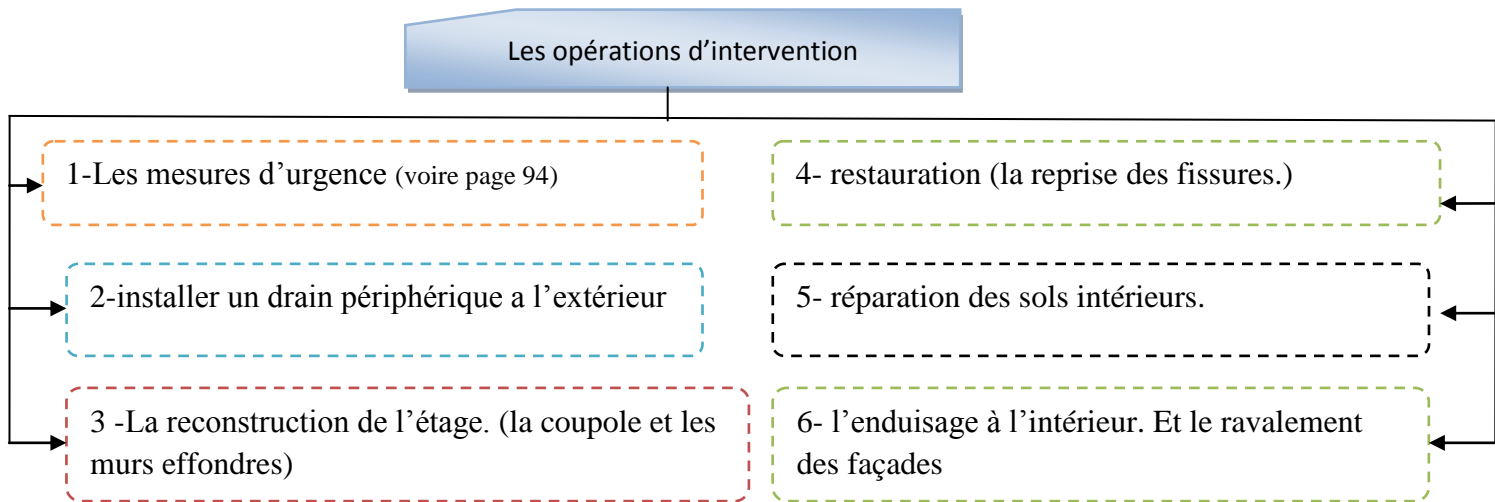 Les opérations d’intervention
1-Les mesures d’urgence (voire page 94)
2-installer un drain périphérique a l’extérieur
3 -La reconstruction de l’étage. (la coupole et les
murs effondres)
4- restauration (la reprise des fissures.)
5- réparation des sols intérieurs.
6- l’enduisage à l’intérieur. Et le ravalement
des façades